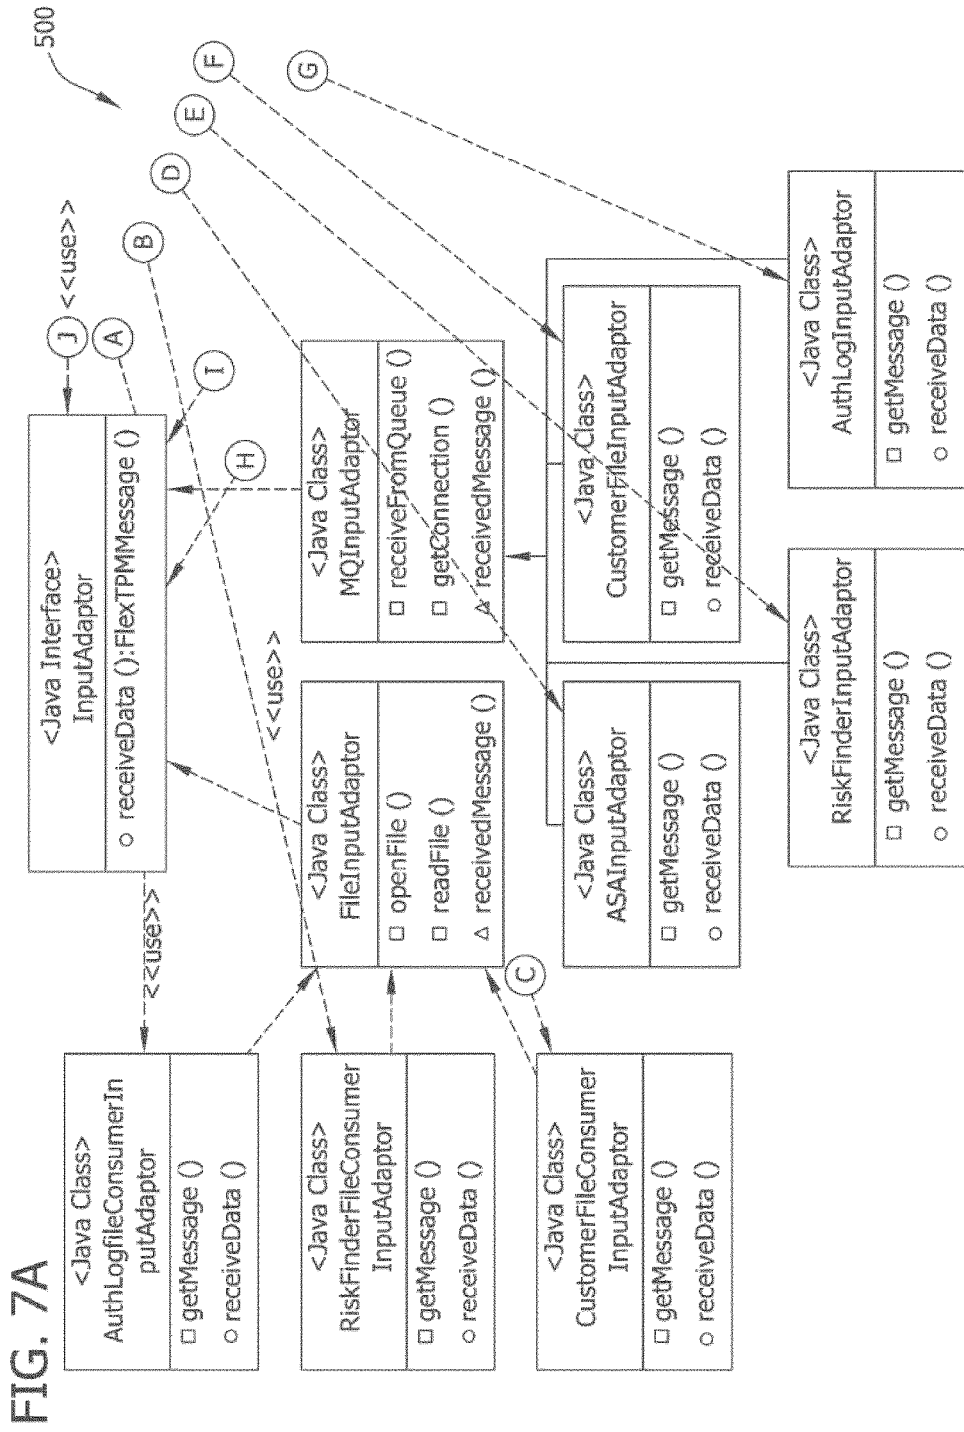 FIG. 7A
500
<Java Interface>
InputAdaptor
receiveData ():FlexTPMMessage ()
J
<<use>>
A
B
D
E
F
G
I
H
<<use>>
<<use>>
<Java Class>
AuthLogfileConsumerIn
putAdaptor
getMessage ()
receiveData ()
<Java Class>
RiskFinderFileConsumer
InputAdaptor
getMessage ()
receiveData ()
<Java Class>
CustomerFileConsumer
InputAdaptor
getMessage ()
receiveData ()
C
<Java Class>
FileInputAdaptor
openFile ()
readFile ()
receivedMessage ()
<Java Class>
MQInputAdaptor
receiveFromQueue ()
getConnection ()
receivedMessage ()
<Java Class>
ASAInputAdaptor
getMessage ()
receiveData ()
<Java Class>
CustomerFileInputAdaptor
getMessage ()
receiveData ()
<Java Class>
RiskFinderInputAdaptor
getMessage ()
receiveData ()
<Java Class>
AuthLogInputAdaptor
getMessage ()
receiveData ()